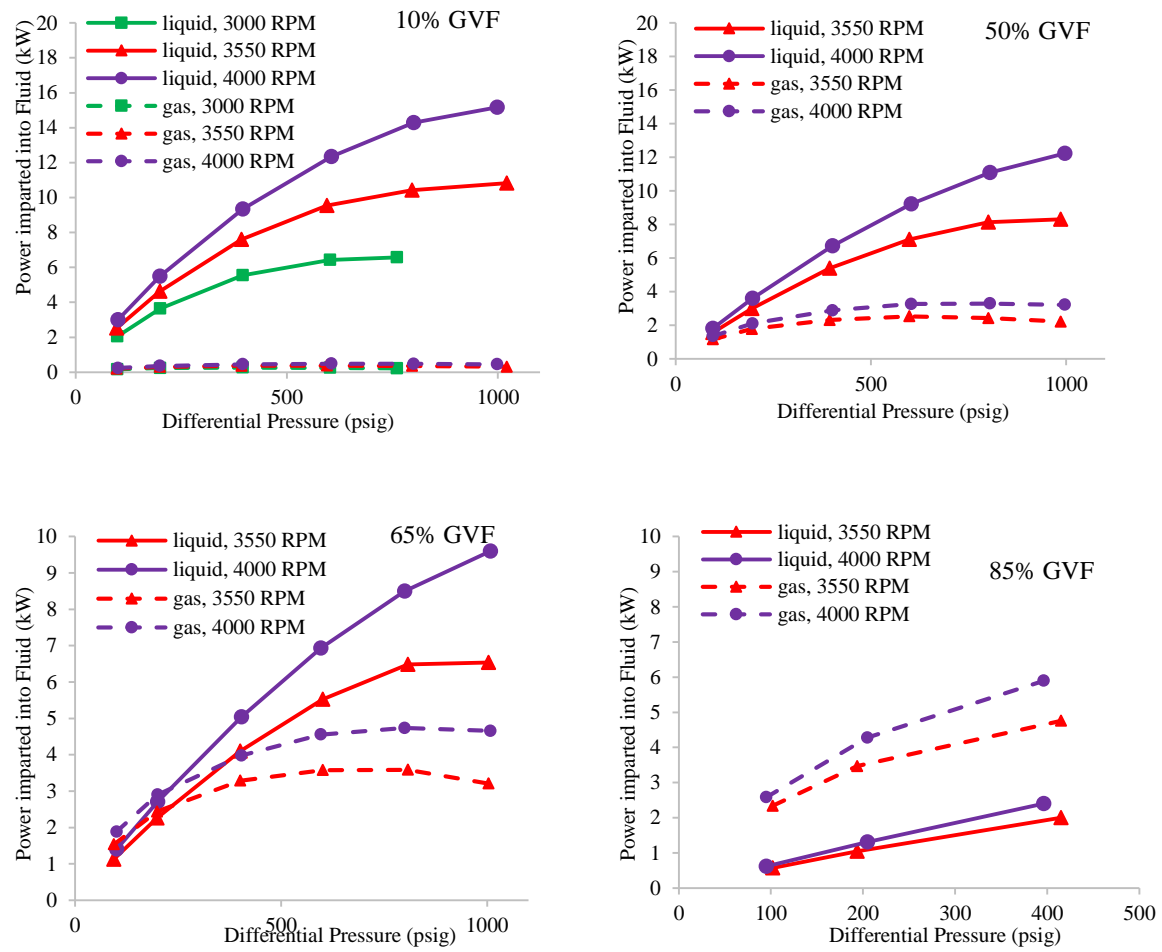 10% GVF
liquid, 3000 RPM
liquid, 3550 RPM
liquid, 4000 RPM
gas, 3000 RPM
gas, 3550 RPM
gas, 4000 RPM
Power imparted into Fluid (kW)
20
18
16
14
12
10
8
6
4
2
0
0
500
1000
Differential Pressure (psig)
50% GVF
liquid, 3550 RPM
liquid, 4000 RPM
gas, 3550 RPM
gas, 4000 RPM
Power imparted into Fluid (kW)
20
18
16
14
12
10
8
6
4
2
0
0
500
1000
Differential Pressure (psig)
65% GVF
liquid, 3550 RPM
liquid, 4000 RPM
gas, 3550 RPM
gas, 4000 RPM
Power imparted into Fluid (kW)
10
9
8
7
6
5
4
3
2
1
0
0
500
1000
Differential Pressure (psig)
85% GVF
liquid, 3550 RPM
liquid, 4000 RPM
gas, 3550 RPM
gas, 4000 RPM
Power imparted into Fluid (kW)
10
9
8
7
6
5
4
3
2
1
0
0
100
200
300
400
500
Differential Pressure (psig)